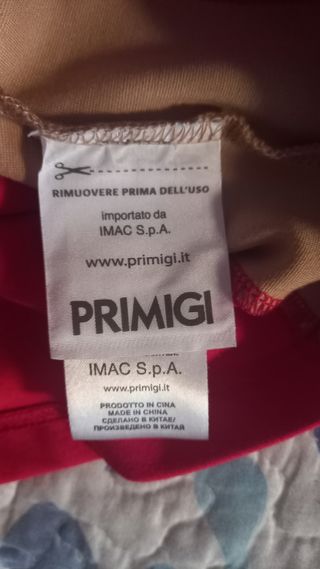 RIMUOVERE PRIMA DELL'USO
importato da
IMAC S.p.A.
www.primigi.it
PRIMIGI
IMAC S.p.A.
www.primigi.it
PRODOTTO IN CINA
MADE IN CHINA
СДЕЛАНО В КИТАЕ/
ПРОИЗВЕДЕНО В КИТАЙ